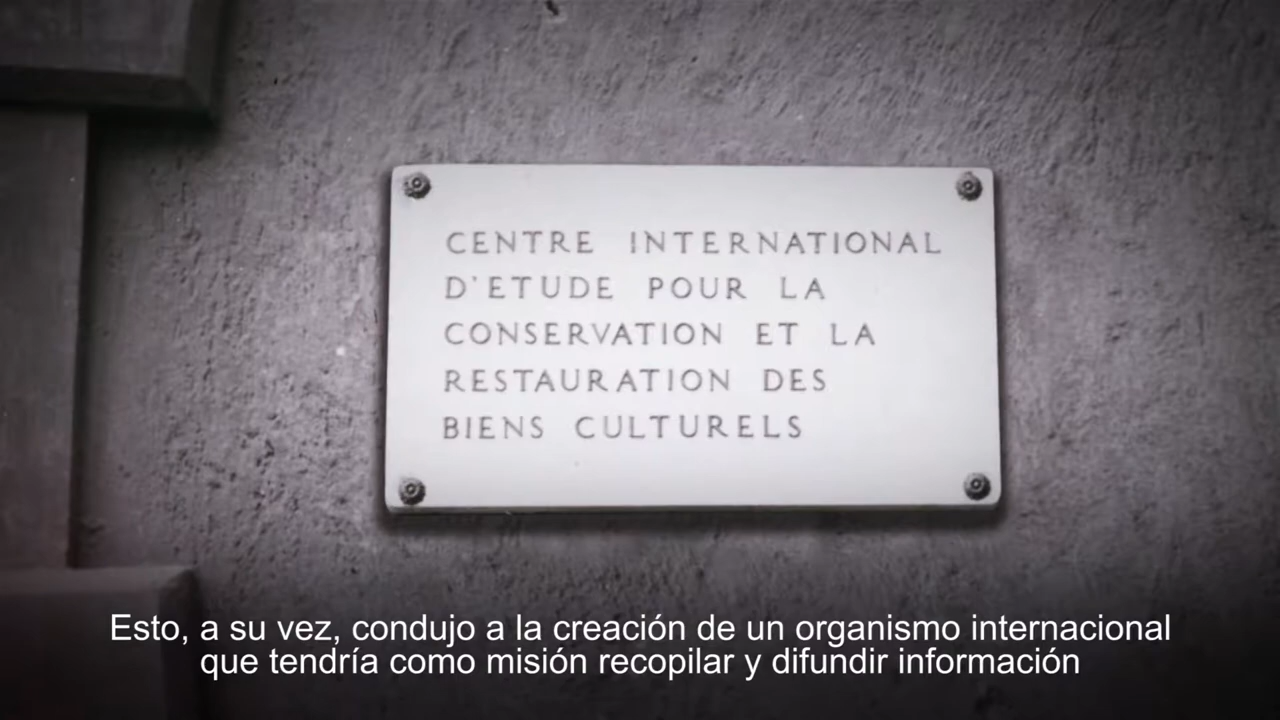 CENTRE INTERNATIONAL
D'ETUDE POUR LA
CONSERVATION ET LA
RESTAURATION DES
BIENS CULTURELS
Esto, a su vez, condujo a la creación de un organismo internacional
que tendría como misión recopilar y difundir información